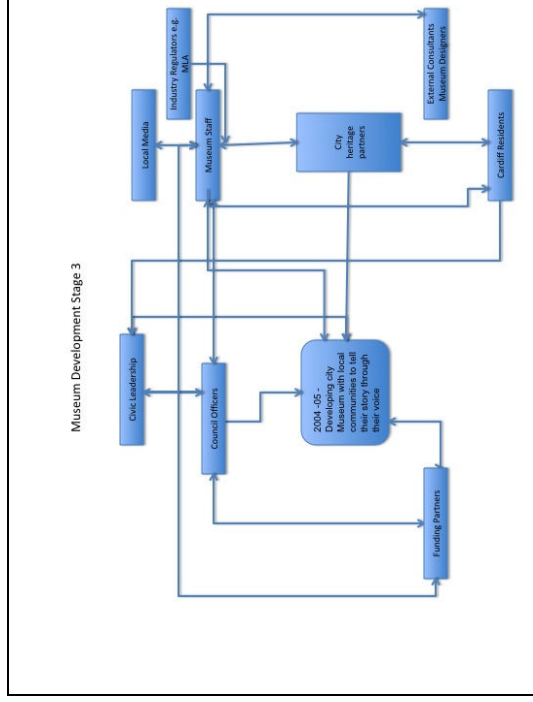 Museum Development Stage 3
Civic Leadership
Local Media
Industry Regulators e.g.
MLA
Council Officers
Museum Staff
2004 -05 -
Developing city
Museum with local
communities to tell
their story through
their voice
City
heritage
partners
Funding Partners
External Consultants
Museum Designers
Cardiff Residents